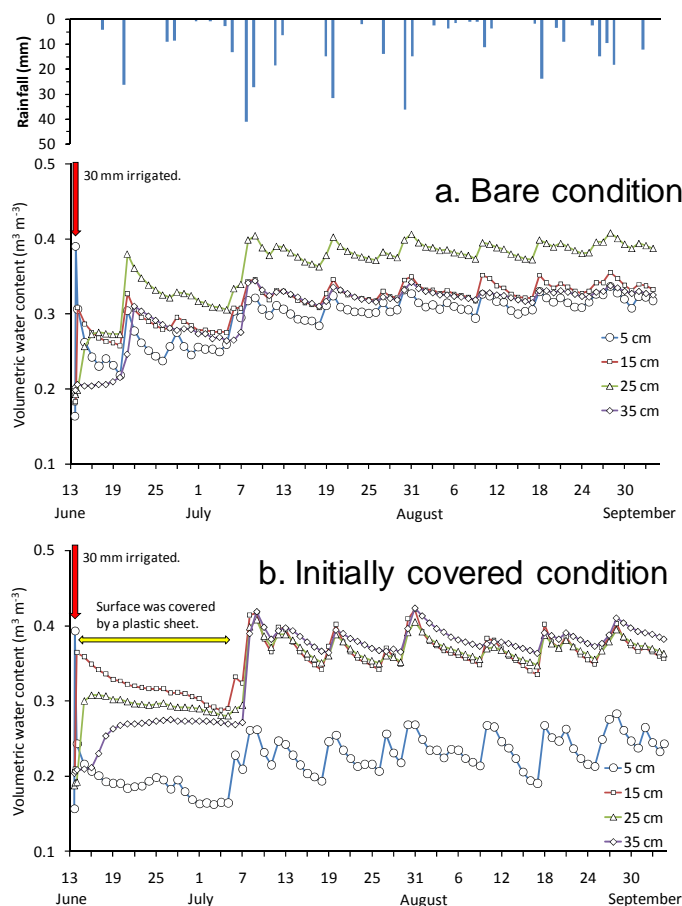 Rainfall (mm)
0
10
20
30
40
50
a. Bare condition
30 mm irrigated.
Volumetric water content (m³ m⁻³)
0.5
0.4
0.3
0.2
0.1
5 cm
15 cm
25 cm
35 cm
13 19 25 1 7 13 19 25 31 6 12 18 24 30
June July August September
b. Initially covered condition
30 mm irrigated.
Surface was covered
by a plastic sheet.
Volumetric water content (m³ m⁻³)
0.5
0.4
0.3
0.2
0.1
5 cm
15 cm
25 cm
35 cm
13 19 25 1 7 13 19 25 31 6 12 18 24 30
June July August September